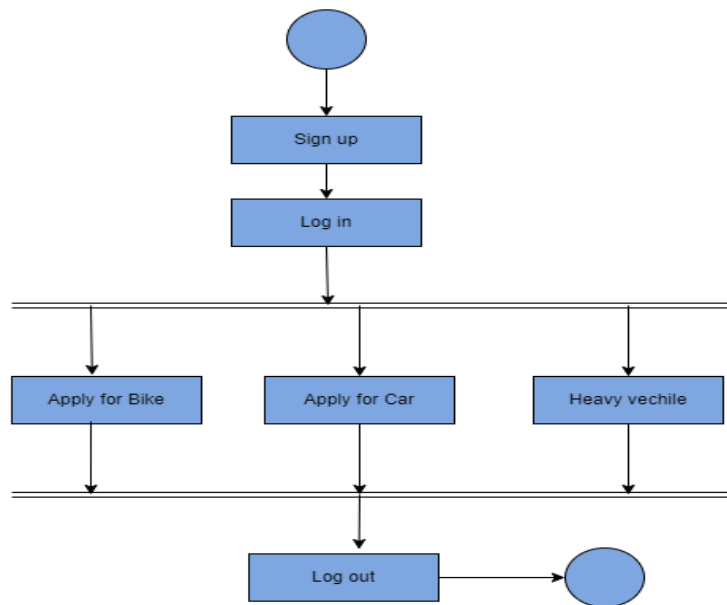 Sign up
Log in
Apply for Bike
Apply for Car
Heavy vechile
Log out